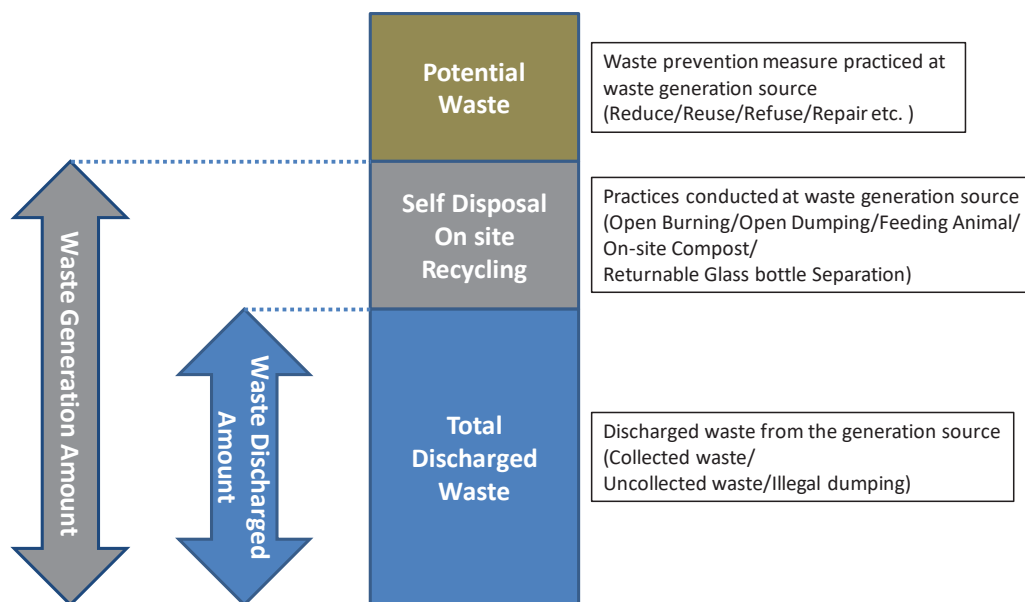 Potential
Waste
Waste prevention measure practiced at
waste generation source
(Reduce/Reuse/Refuse/Repair etc. )
Self Disposal
On site
Recycling
Practices conducted at waste generation source
(Open Burning/Open Dumping/Feeding Animal/
On-site Compost/
Returnable Glass bottle Separation)
Waste Generation Amount
Waste Discharged
Amount
Total
Discharged
Waste
Discharged waste from the generation source
(Collected waste/
Uncollected waste/Illegal dumping)